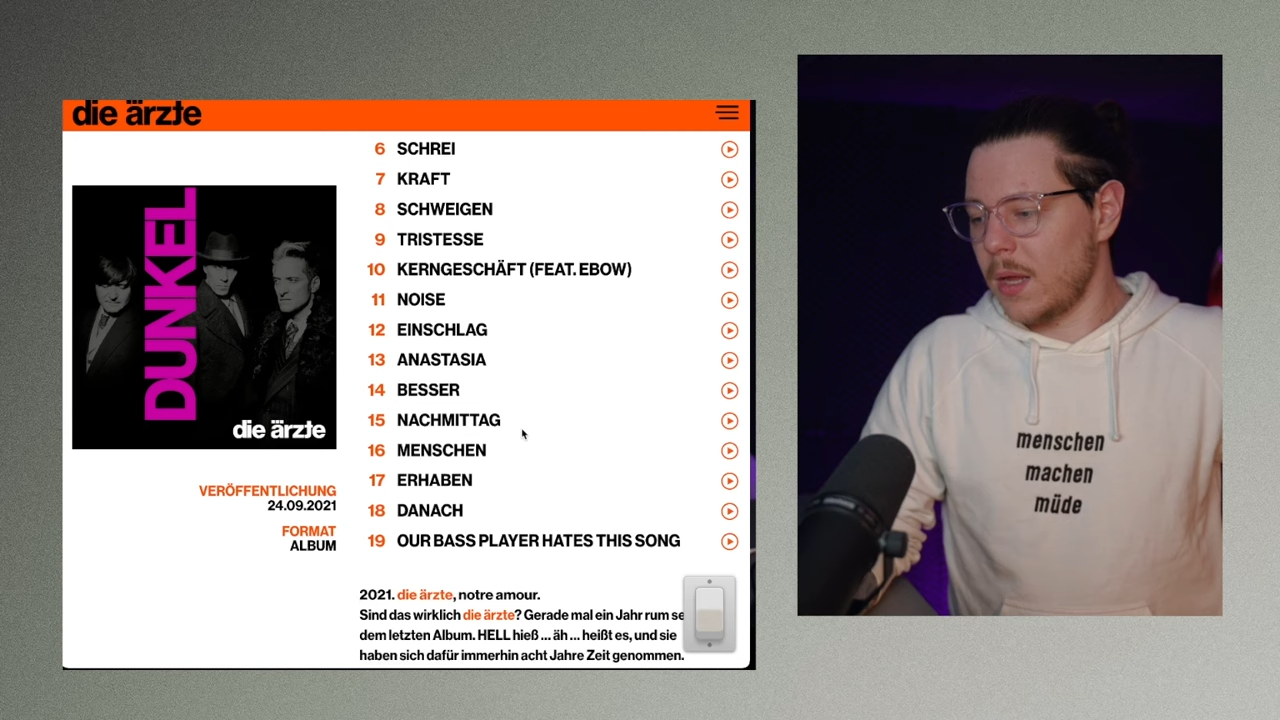 die ärzte
DUNKEL
die ärzte
VERÖFFENTLICHUNG
24.09.2021
FORMAT
ALBUM
6 SCHREI
7 KRAFT
8 SCHWEIGEN
9 TRISTESSE
10 KERNGESCHÄFT (FEAT. EBOW)
11 NOISE
12 EINSCHLAG
13 ANASTASIA
14 BESSER
15 NACHMITTAG
16 MENSCHEN
17 ERHABEN
18 DANACH
19 OUR BASS PLAYER HATES THIS SONG
2021. die ärzte, notre amour.
Sind das wirklich die ärzte? Gerade mal ein Jahr rum se
dem letzten Album. HELL hieß ... äh ... heißt es, und sie
haben sich dafür immerhin acht Jahre Zeit genommen.
menschen
machen
müde